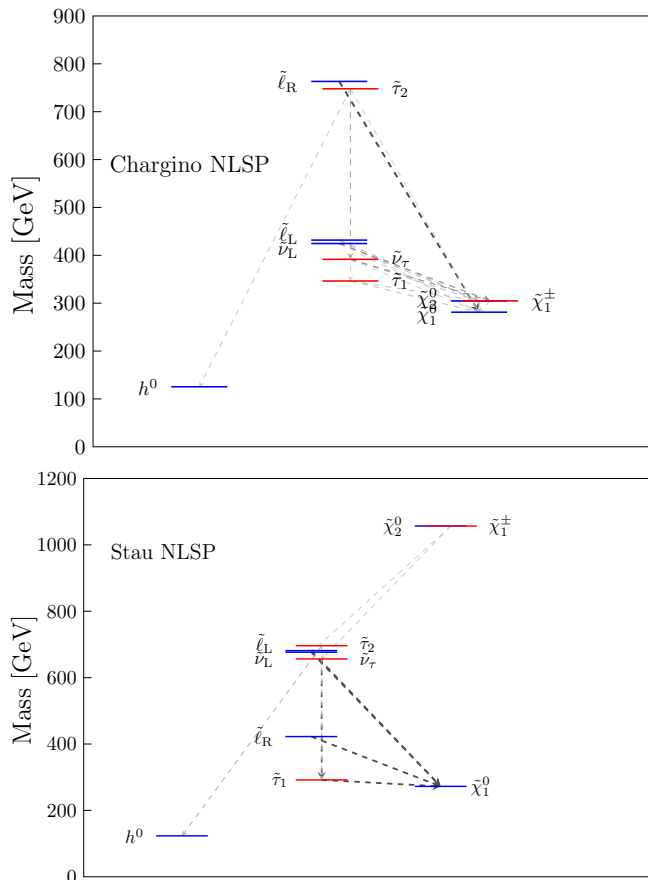 900
800
ℓ̃R
τ̃2
700
600
Chargino NLSP
500
ℓ̃L
ν̃L
400
ν̃τ
τ̃1
300
χ̃⁰2
χ̃±1
χ̃⁰1
200
h⁰
100
0
Mass [GeV]
1200
χ̃⁰2
χ̃±1
1000
Stau NLSP
800
ℓ̃L
τ̃2
ν̃L
ν̃τ
600
ℓ̃R
400
τ̃1
χ̃⁰1
200
h⁰
0
Mass [GeV]